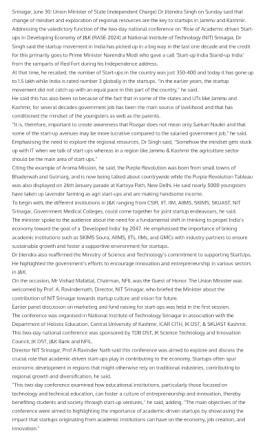 Srinagar, June 30: Union Minister of State (Independent Charge) Dr Jitendra Singh on Sunday said that
change of mindset and exploration of regional resources are the key to startups in Jammu and Kashmir.
Addressing the valedictory function of the two day national conference on "Role of Academic driven Start-
ups in Developing Economy of J&K (RASE 2024) at National Institute of Technology (NIT) Srinagar, Dr
Singh said the startup movement in India has picked up in a big way in the last one decade and the credit
for this primarily goes to Prime Minister Narendra Modi who gave a call "Start-up India Stand-up India"
from the ramparts of Red Fort during his Independence address.
At that time, he recalled, the number of Start-ups in the country was just 350-400 and today it has gone up
to 1.5 lakh while India is rated number 3 globally in the startups. "In the earlier years, the startup
movement did not catch up with an equal pace in this part of the country," he said.
He said this has also been so because of the fact that in some of the states and UTs like Jammu and
Kashmir, for several decades government job has been the main source of livelihood and that has
conditioned the mindset of the youngsters as well as the parents.
"It is, therefore, important to create awareness that Rozgar does not mean only Sarkari Naukri and that
some of the start-up avenues may be more lucrative compared to the salaried government job," he said.
Emphasising the need to explore the regional resources, Dr Singh said, "Somehow the mindset gets stuck
up with IT when we talk of start ups whereas in a region like Jammu & Kashmir the agriculture sector
should be the main area of start ups."
Citing the example of Aroma Mission, he said, the Purple Revolution was born from small towns of
Bhaderwah and Gulmarg, and is now being talked about countrywide while the Purple Revolution Tableau
was also displayed on 26th January parade at Kartavya Path, New Delhi. He said nearly 5000 youngsters
have taken up lavender farming as agri start-ups and are making handsome income.
To begin with, the different institutions in J&K ranging from CSIR, IIT, IIM, AIIMS, SKIMS, SKUAST, NIT
Srinagar, Government Medical Colleges, could come together for joint startup endeavours, he said.
The minister spoke to the audience about the need for a fundamental shift in thinking to propel India's
economy toward the goal of a 'Developed India' by 2047. He emphasised the importance of linking
academic institutions such as SKIMS Soura, AIIMS, IITs, IIMs, and GMCs with industry partners to ensure
sustainable growth and foster a supportive environment for startups.
Dr Jitendra also reaffirmed the Ministry of Science and Technology's commitment to supporting StartUps.
He highlighted the government's efforts to encourage innovation and entrepreneurship in various sectors
in J&K.
On the occasion, Mr Vishad Mafatlal, Chairman, NFIL was the Guest of Honor. The Union Minister was
welcomed by Prof. A. Ravindernath, Director, NIT Srinagar, who briefed the Minister about the
contribution of NIT Srinagar towards startup culture and vision for future.
Earlier panel discussion on marketing and fund raising for start-ups was held in the first session.
The conference was organised in National Institute of Technology Srinagar in association with the
Department of Holistic Education, Central University of Kashmir, ICAR CITH, JK DST, & SKUAST Kashmir.
This two-day national conference was sponsored by TDB DST, JK Science Technology and Innovation
Council, JK DST, J&K Bank and NFIL.
Director NIT Srinagar, Prof A Ravinder Nath said this conference was aimed to explore and discuss the
crucial role that academic driven start-ups play in contributing to the economy. Startups often spur
economic development in regions that might otherwise rely on traditional industries, contributing to
regional growth and diversification, he said.
"This two-day conference examined how educational institutions, particularly those focused on
technology and technical education, can foster a culture of entrepreneurship and innovation, thereby
benefiting students and society through start-up ventures," he said, adding, "The main objectives of the
conference were aimed to highlighting the importance of academic-driven startups by showcasing the
impact that startups originating from academic institutions can have on the economy, job creation, and
innovation."